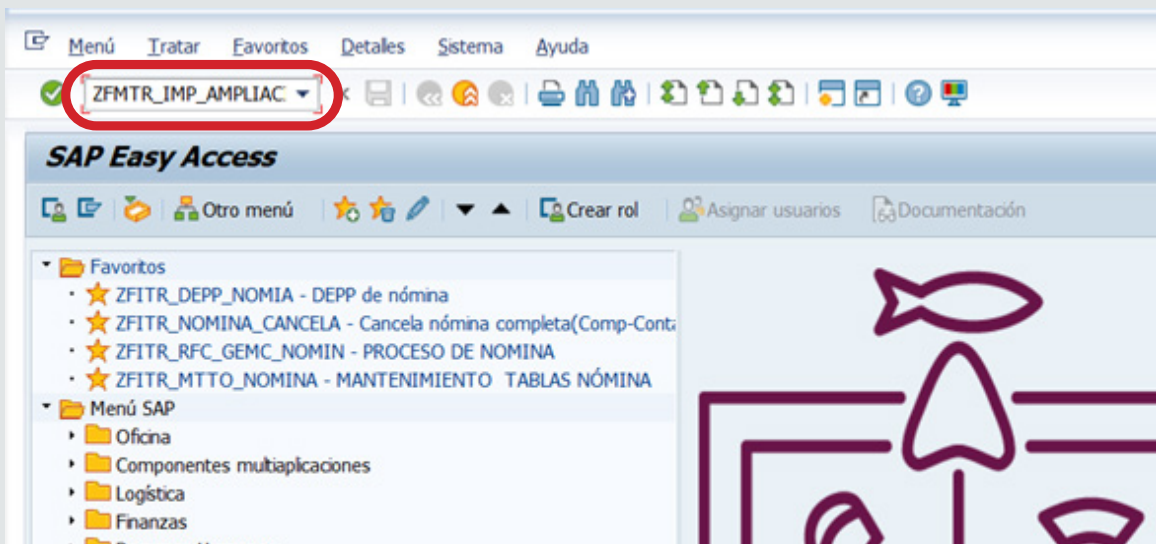 Menú Tratar Favoritos Detalles Sistema Ayuda
ZFMTR_IMP_AMPLIAC
SAP Easy Access
Otro menú Crear rol Asignar usuarios Documentación
Favoritos
ZFITR_DEPP_NOMIA - DEPP de nómina
ZFITR_NOMINA_CANCELA - Cancela nómina completa(Comp-Conta
ZFITR_RFC_GEMC_NOMIN - PROCESO DE NOMINA
ZFITR_MTTO_NOMINA - MANTENIMIENTO TABLAS NÓMINA
Menú SAP
Oficina
Componentes multiaplicaciones
Logística
Finanzas